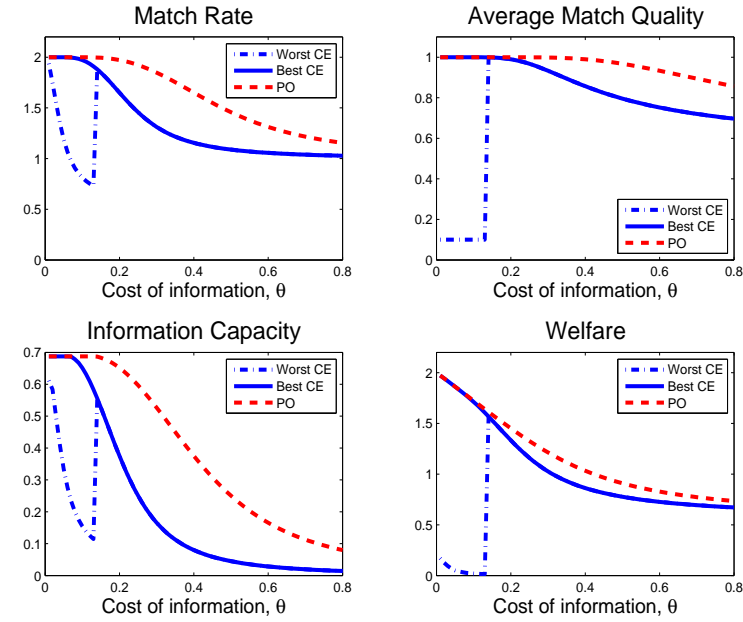 Match Rate
2
1.5
1
0.5
0
0
0.2
0.4
0.6
0.8
Worst CE
Best CE
PO
Cost of information, θ
Average Match Quality
1
0.8
0.6
0.4
0.2
0
0
0.2
0.4
0.6
0.8
Worst CE
Best CE
PO
Cost of information, θ
Information Capacity
0.7
0.6
0.5
0.4
0.3
0.2
0.1
0
0
0.2
0.4
0.6
0.8
Worst CE
Best CE
PO
Cost of information, θ
Welfare
2
1.5
1
0.5
0
0
0.2
0.4
0.6
0.8
Worst CE
Best CE
PO
Cost of information, θ